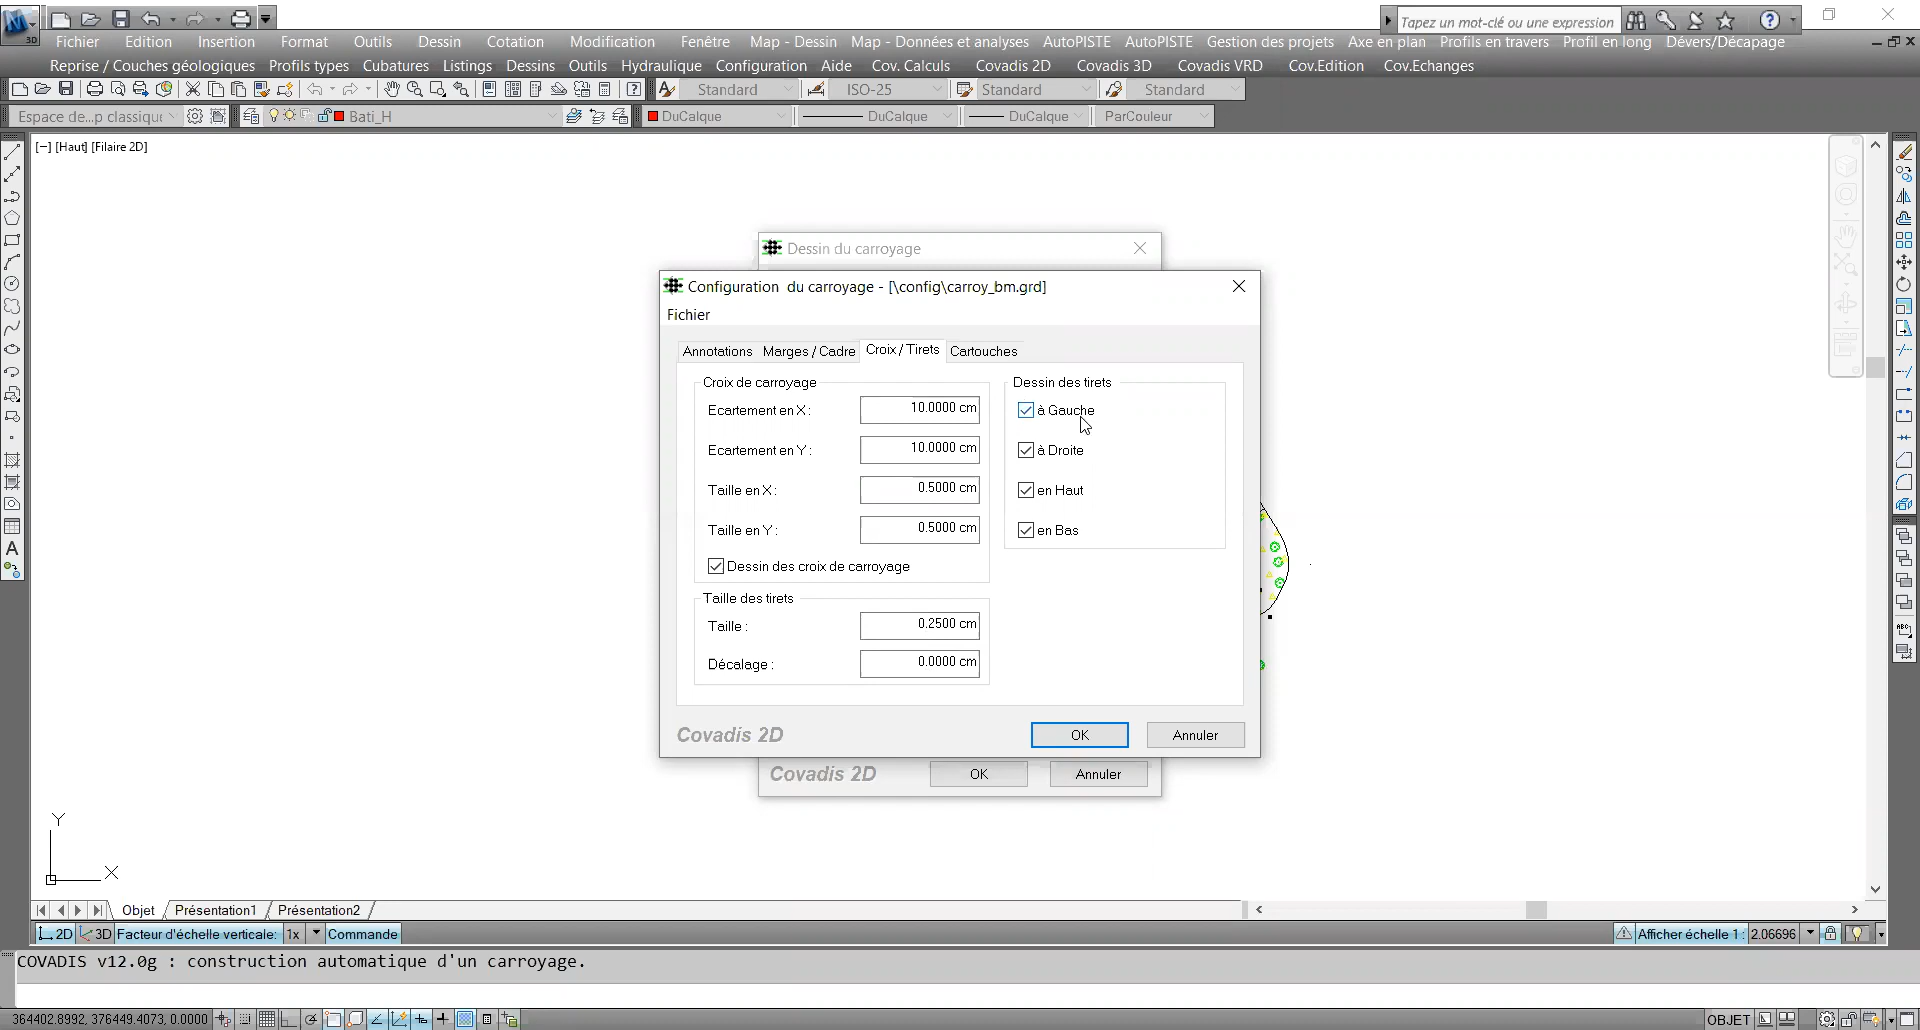 3D
Tapez un mot-clé ou une expression
Fichier Edition Insertion Format Outils Dessin Cotation Modification Fenêtre Map - Dessin Map - Données et analyses AutoPISTE AutoPISTE Gestion des projets Axe en plan Profils en travers Profil en long Dévers/Décapage
Reprise / Couches géologiques Profils types Cubatures Listings Dessins Outils Hydraulique Configuration Aide Cov. Calculs Covadis 2D Covadis 3D Covadis VRD Cov.Edition Cov.Echanges
Standard ISO-25 Standard Standard
Espace de...p classiqu Bati_H DuCalque DuCalque DuCalque ParCouleur
[−] [Haut] [Filaire 2D]
Dessin du carroyage
Configuration du carroyage - [\config\carroy_bm.grd]
Fichier
Annotations Marges / Cadre Croix / Tirets Cartouches
Croix de carroyage Dessin des tirets
Ecartement en X : 10.0000 cm à Gauche
Ecartement en Y : 10.0000 cm à Droite
Taille en X : 0.5000 cm en Haut
Taille en Y : 0.5000 cm en Bas
Dessin des croix de carroyage
Taille des tirets
Taille : 0.2500 cm
Décalage : 0.0000 cm
Covadis 2D OK Annuler
Covadis 2D OK Annuler
Y
X
Objet Présentation1 Présentation2
2D 3D Facteur d'échelle verticale: 1x Commande Afficher échelle 1 : 2.06696
COVADIS v12.0g : construction automatique d'un carroyage.
364402.8992, 376449.4073, 0.0000 OBJET